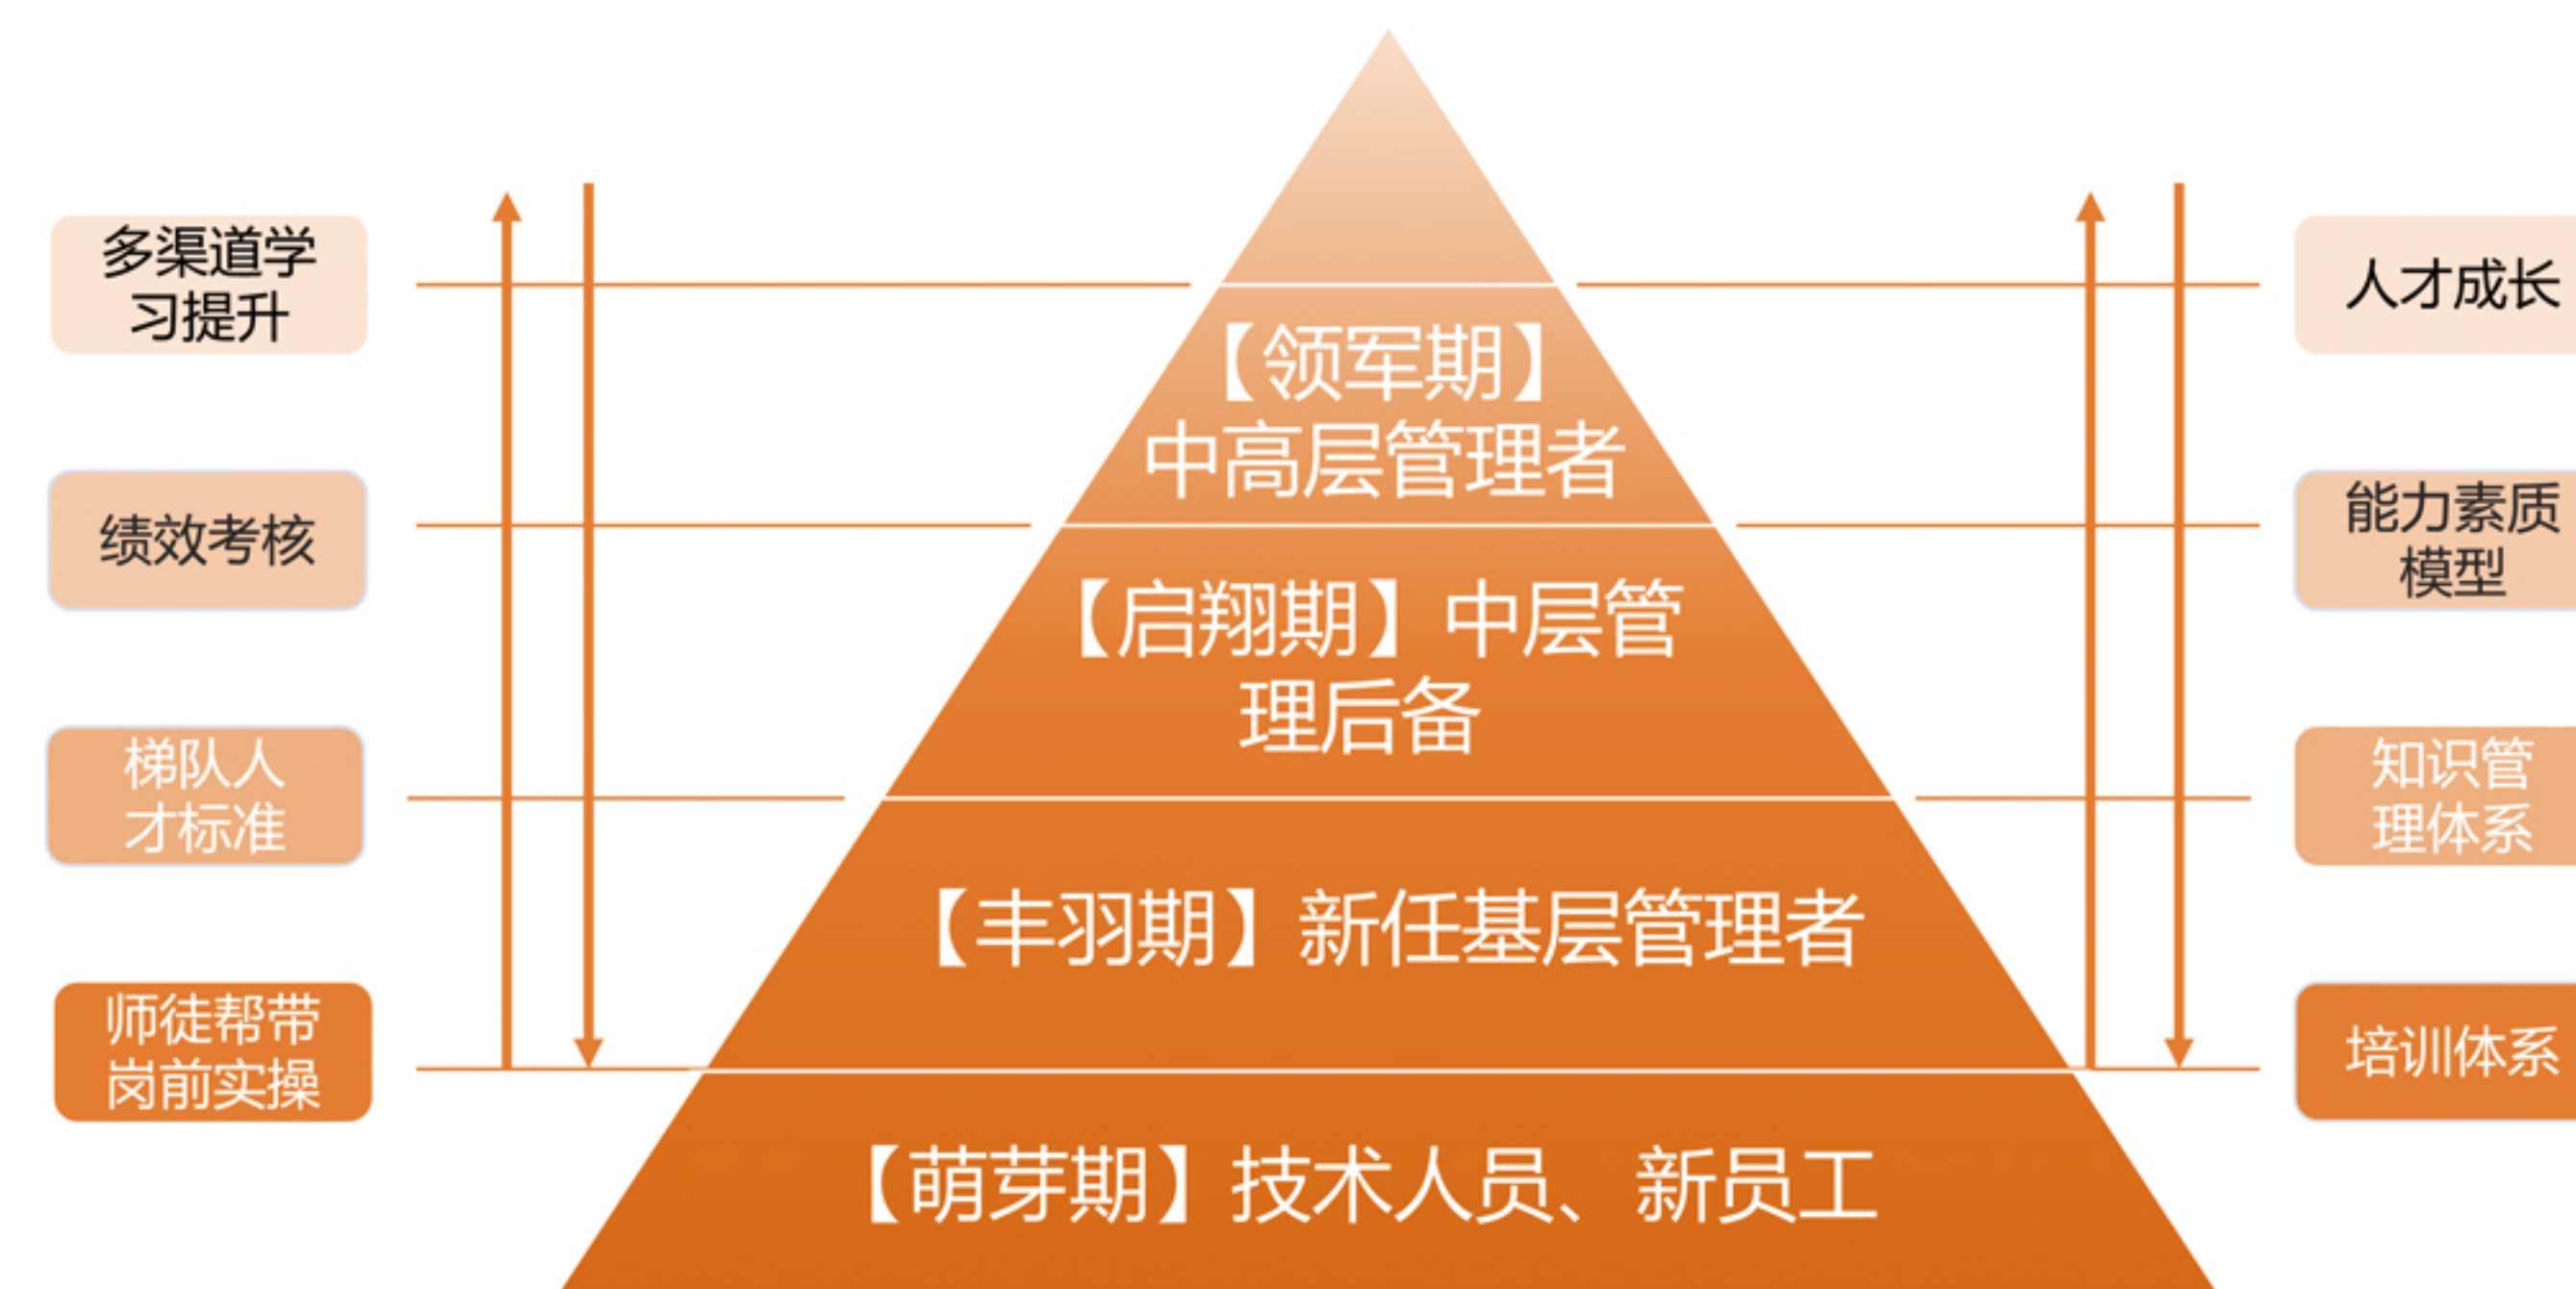 多渠道学
习提升
绩效考核
梯队人
才标准
师徒帮带
岗前实操
【领军期】
中高层管理者
【启翔期】中层管
理后备
【丰羽期】新任基层管理者
【萌芽期】技术人员、新员工
人才成长
能力素质
模型
知识管
理体系
培训体系